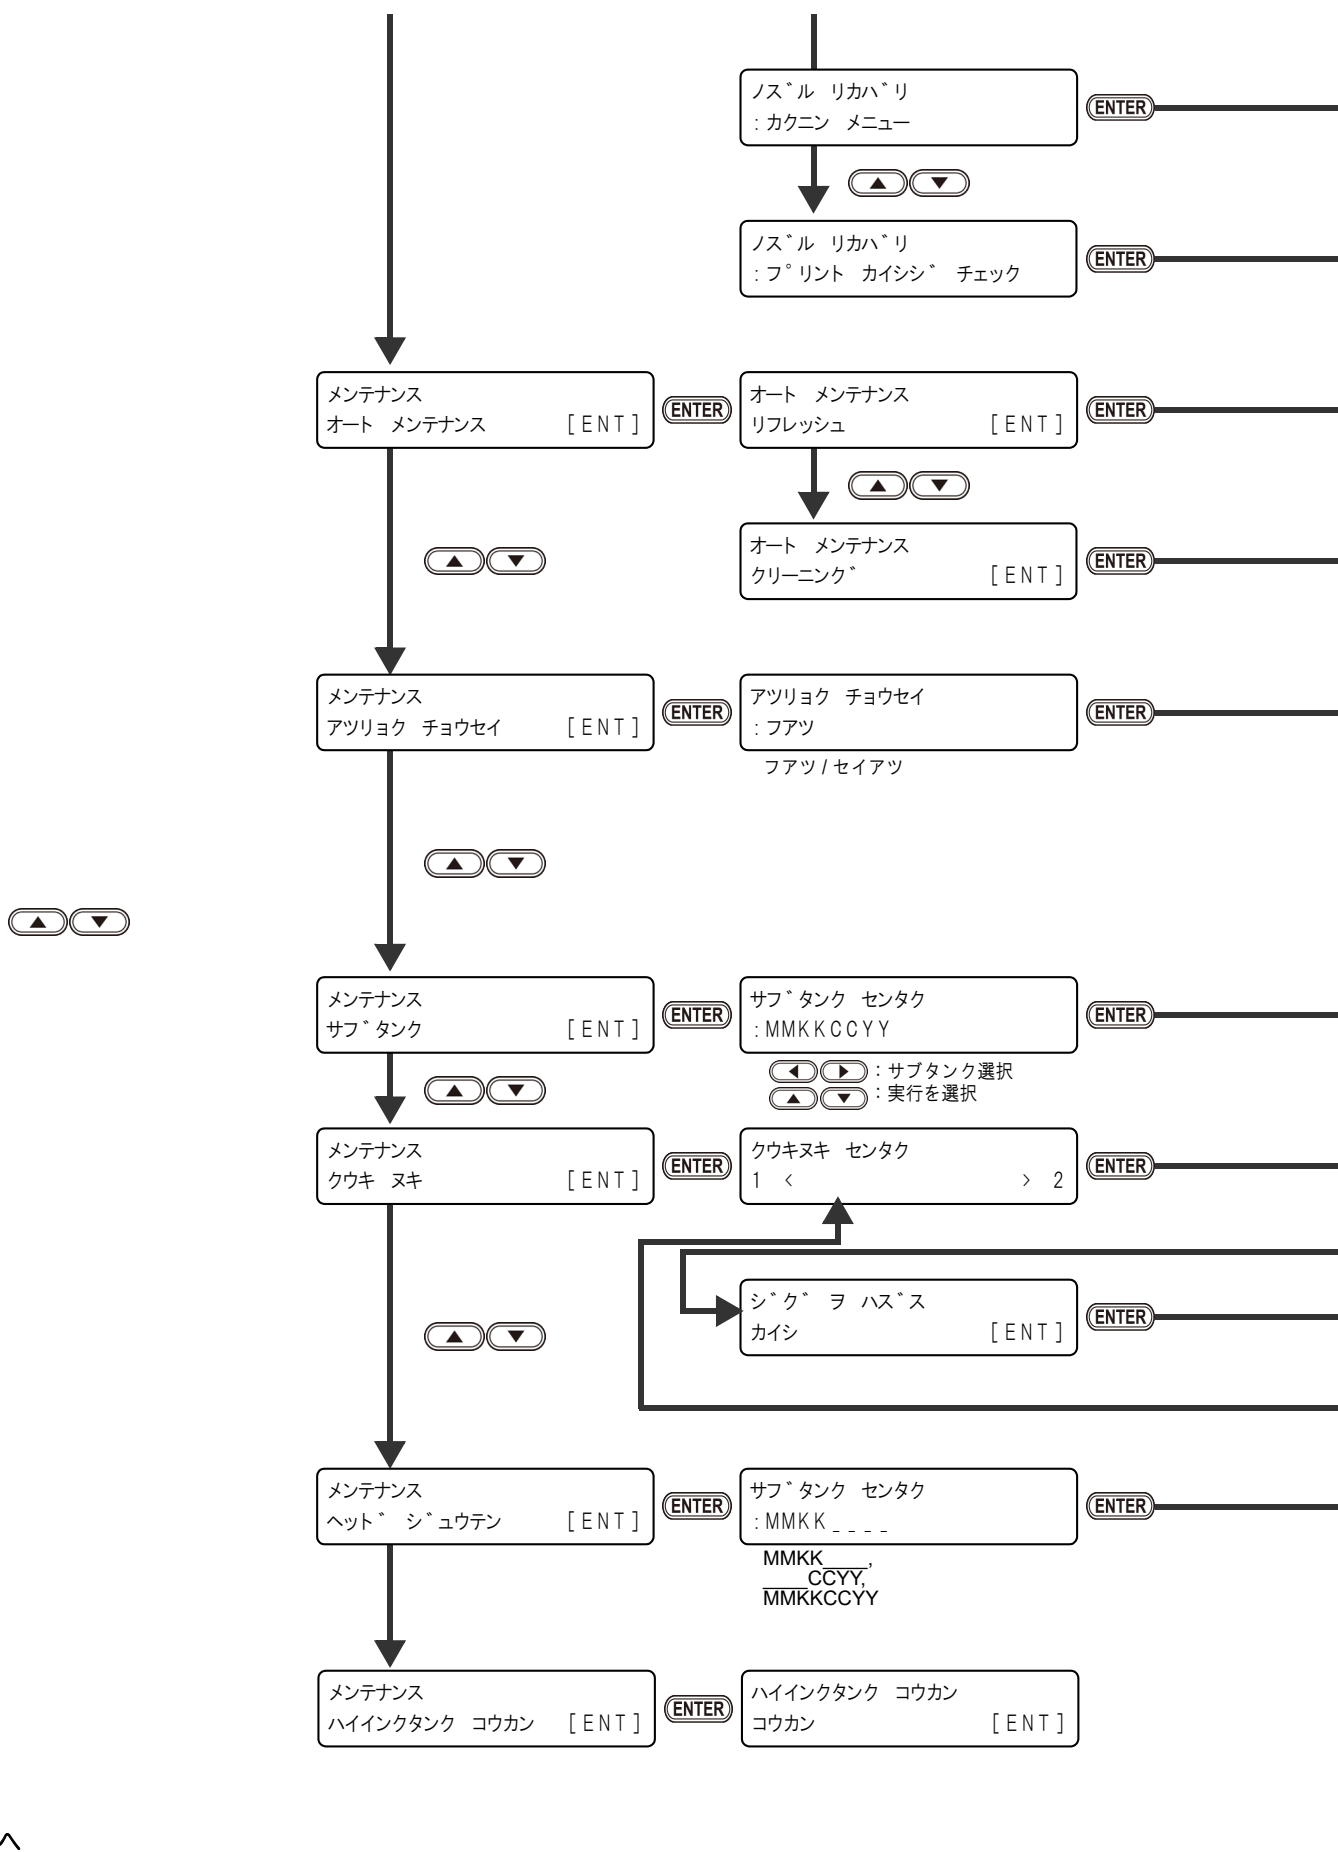 ノス゛ル リカハ゛リ
:カクニン メニュー
ENTER
ノス゛ル リカハ゛リ
:フ゜リント カイシシ゛ チェック
ENTER
メンテナンス
オート メンテナンス [ENT]
ENTER
オート メンテナンス
リフレッシュ [ENT]
ENTER
オート メンテナンス
クリーニンク゛ [ENT]
ENTER
メンテナンス
アツリョク チョウセイ [ENT]
ENTER
アツリョク チョウセイ
:フアツ
ENTER
フアツ/セイアツ
メンテナンス
サフ゛タンク [ENT]
ENTER
サフ゛タンク センタク
:MMKKCCYY
ENTER
:サブタンク選択
:実行を選択
メンテナンス
クウキ ヌキ [ENT]
ENTER
クウキヌキ センタク
1 < > 2
ENTER
シ゛ク゛ ヲ ハス゛ス
カイシ [ENT]
ENTER
メンテナンス
ヘット゛ シ゛ュウテン [ENT]
ENTER
サフ゛タンク センタク
:MMKK____
ENTER
MMKK____,
____CCYY,
MMKKCCYY
メンテナンス
ハイインクタンク コウカン [ENT]
ENTER
ハイインクタンク コウカン
コウカン [ENT]